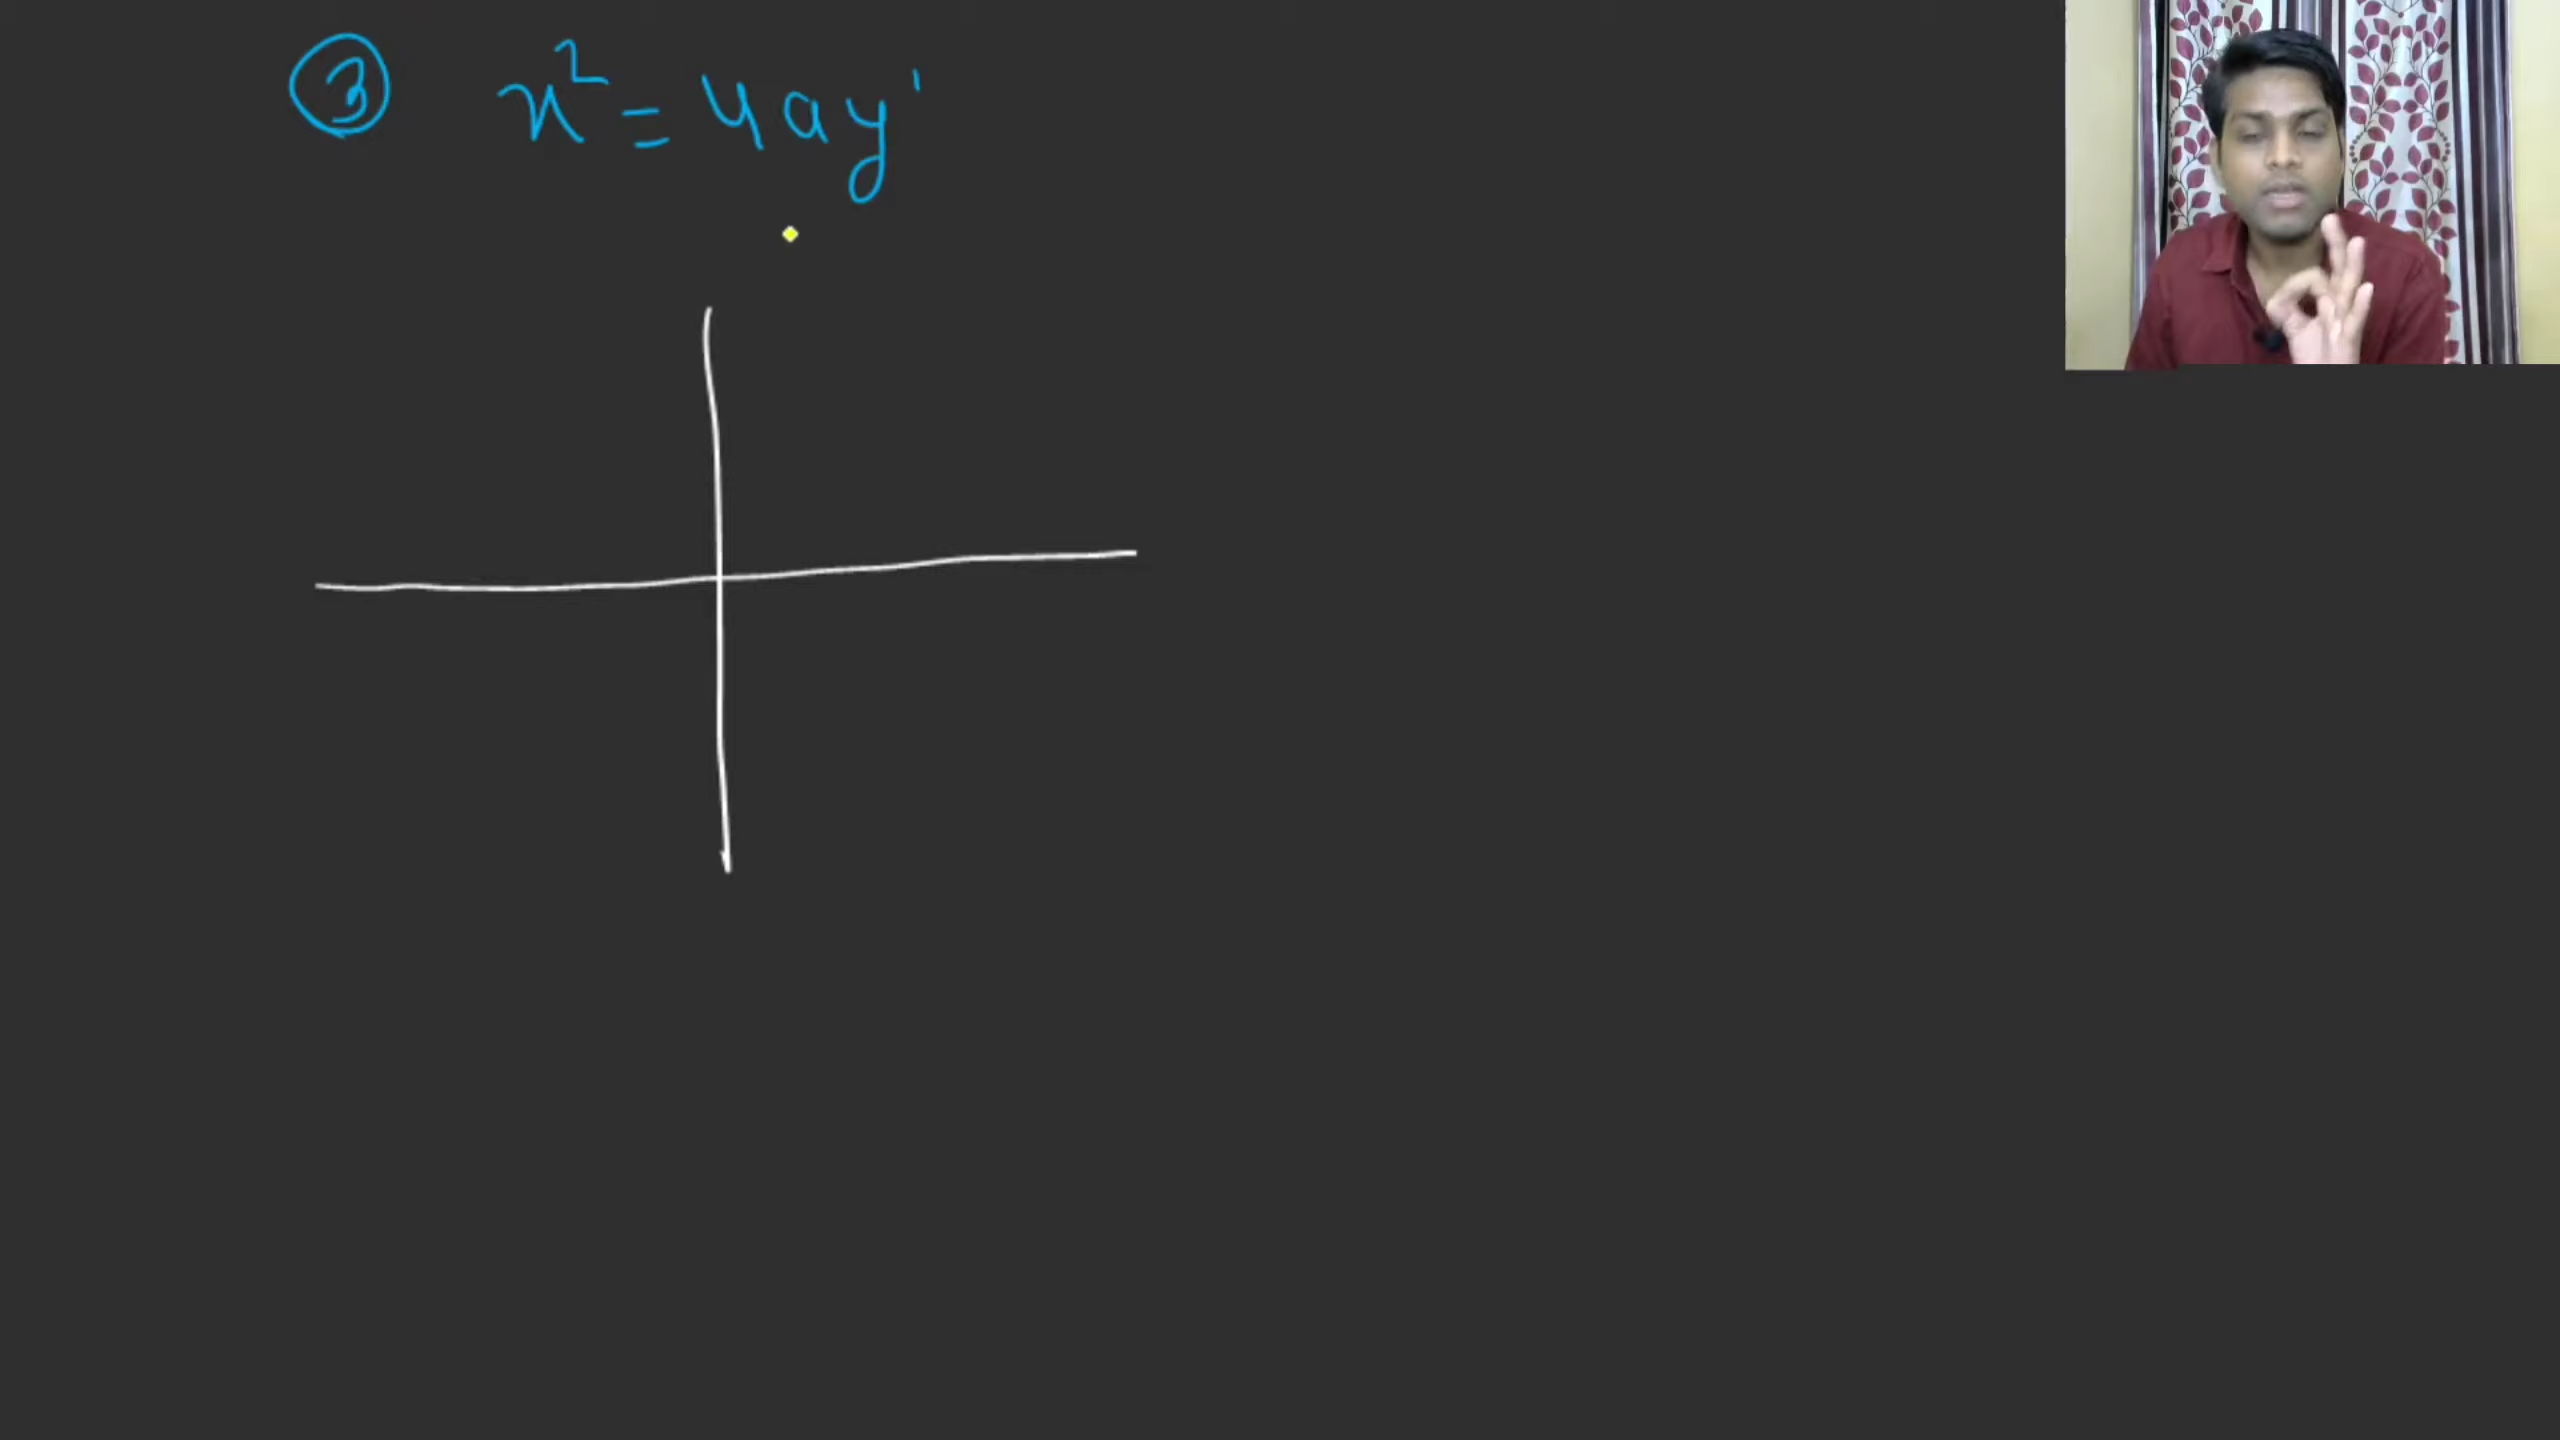 ③ x² = 4ay'